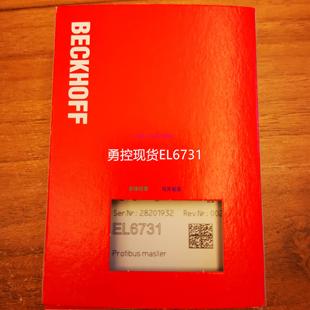 BECKHOFF
勇控现货EL6731
Ser.Nr: 28201932 Rev.Nr: 002
EL6731
Profibus master